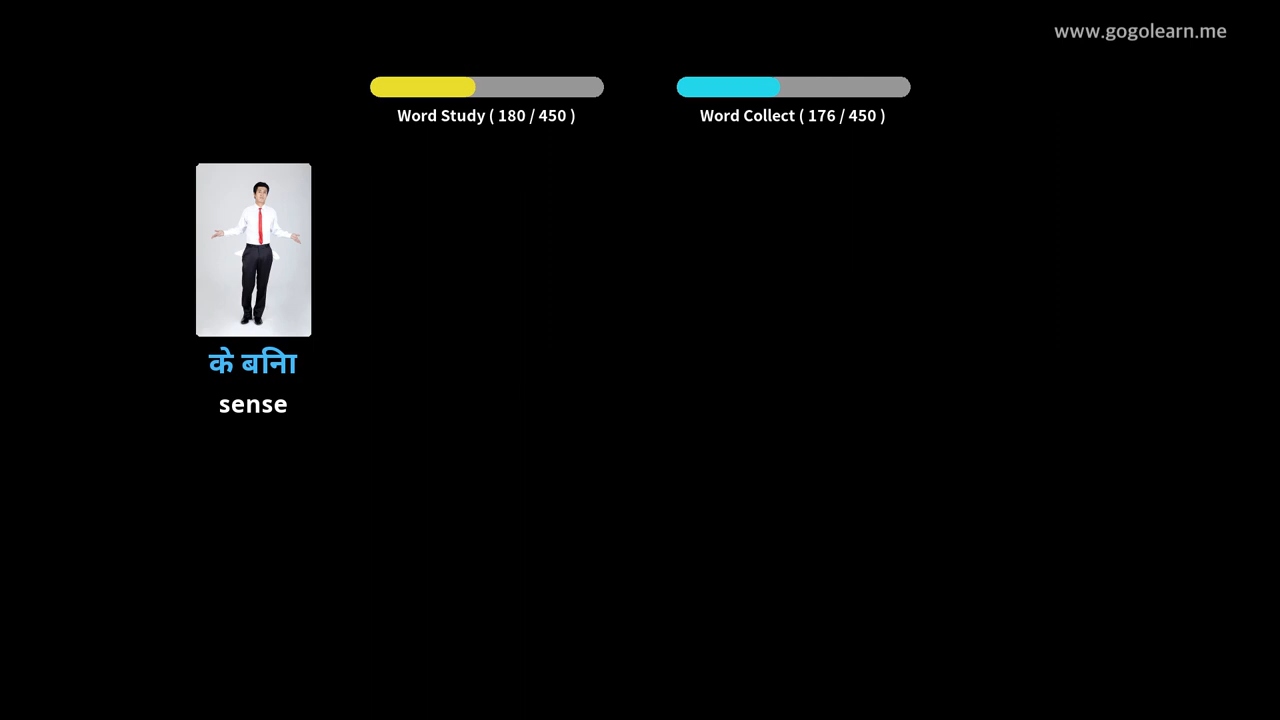 www.gogolearn.me
Word Study ( 180 / 450 )
Word Collect ( 176 / 450 )
के बिना
sense